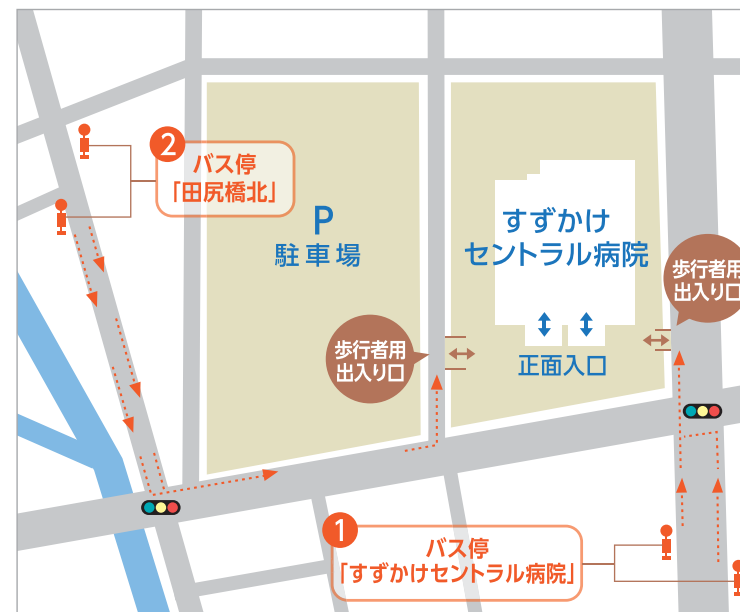 2
バス停
「田尻橋北」
P
駐車場
すずかけ
セントラル病院
歩行者用
出入り口
歩行者用
出入り口
正面入口
1
バス停
「すずかけセントラル病院」